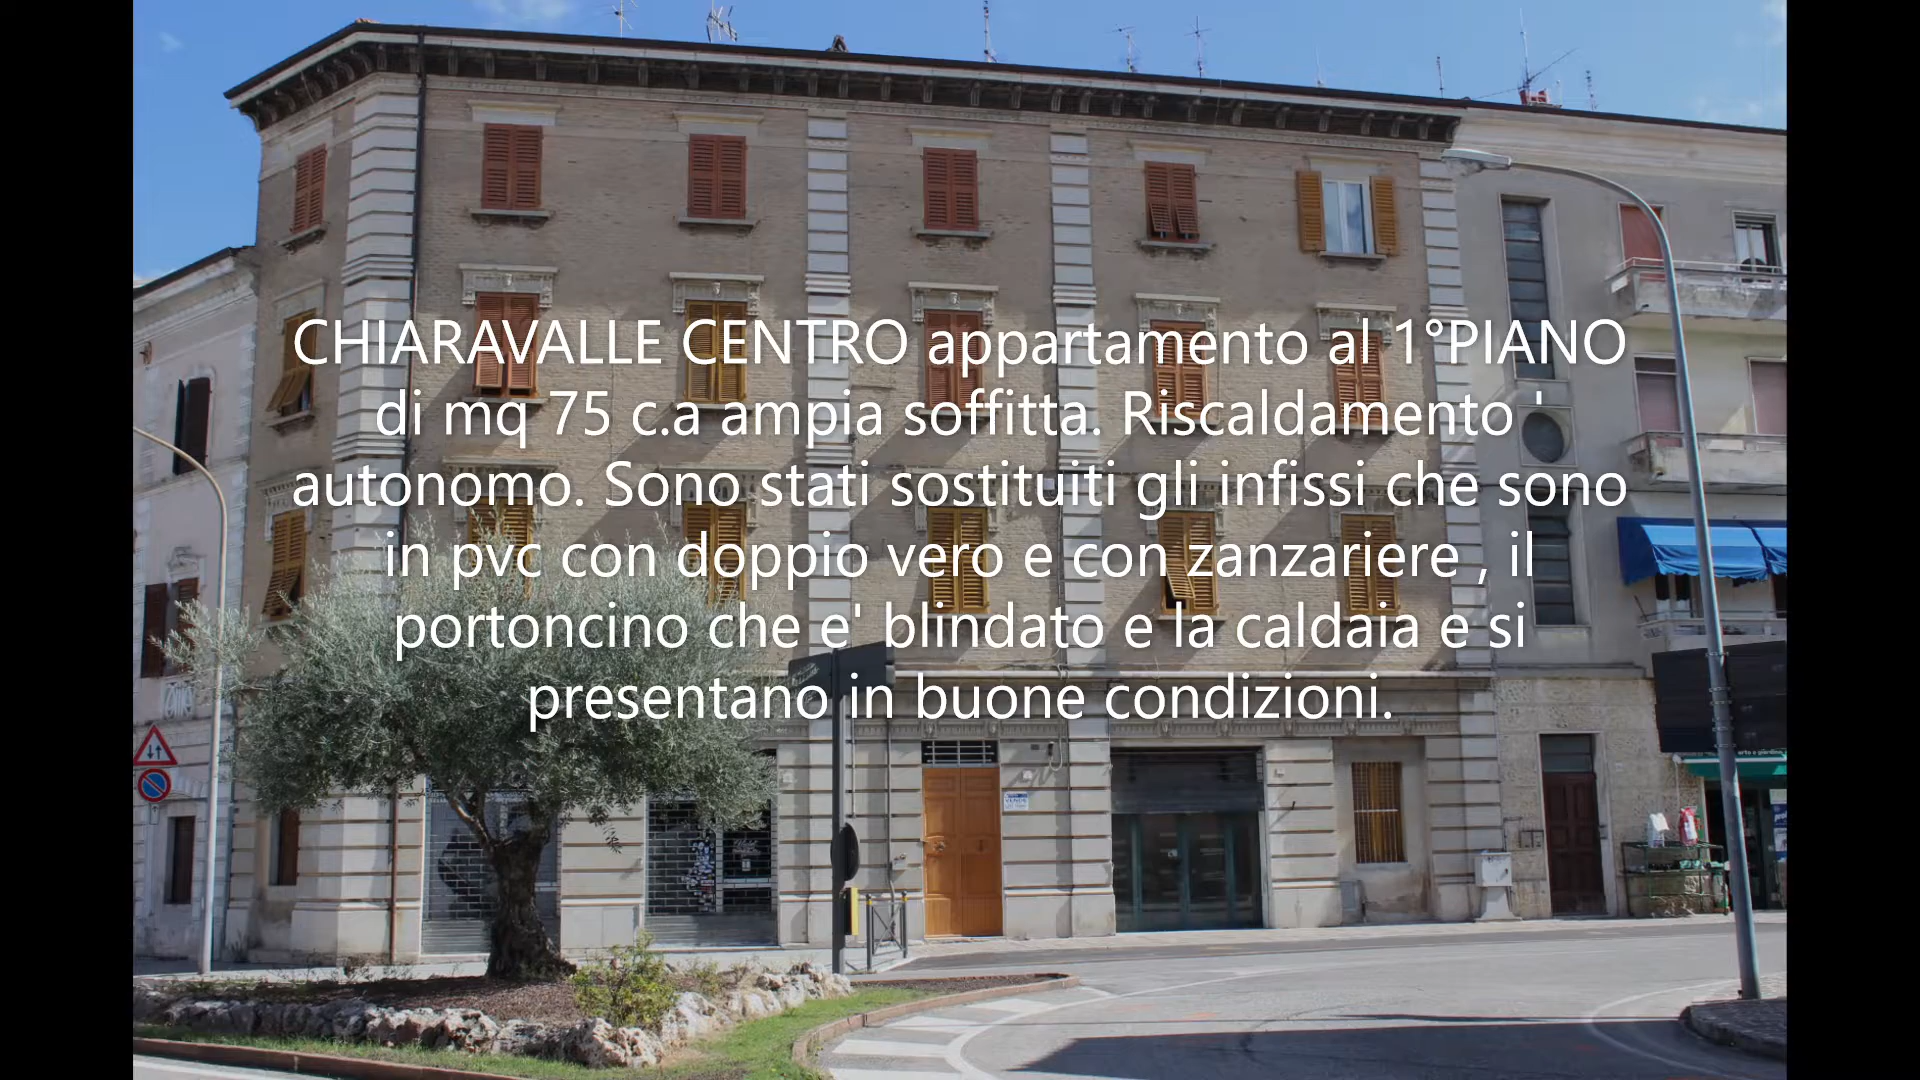 CHIARAVALLE CENTRO appartamento al 1°PIANO
di mq 75 c.a ampia soffitta. Riscaldamento '
autonomo. Sono stati sostituiti gli infissi che sono
in pvc con doppio vero e con zanzariere , il
portoncino che e' blindato e la caldaia e si
presentano in buone condizioni.